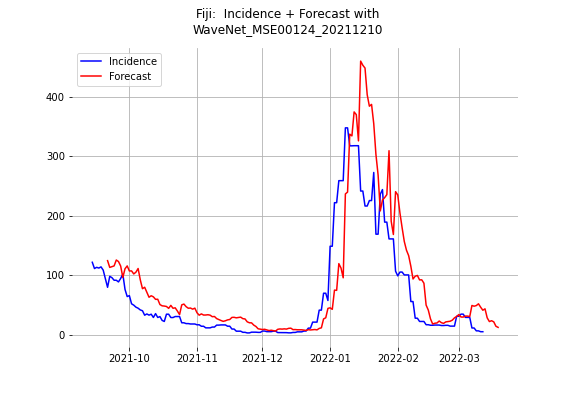 Fiji:  Incidence + Forecast with
WaveNet_MSE00124_20211210
Incidence
Forecast
400
300
200
100
0
2021-10
2021-11
2021-12
2022-01
2022-02
2022-03